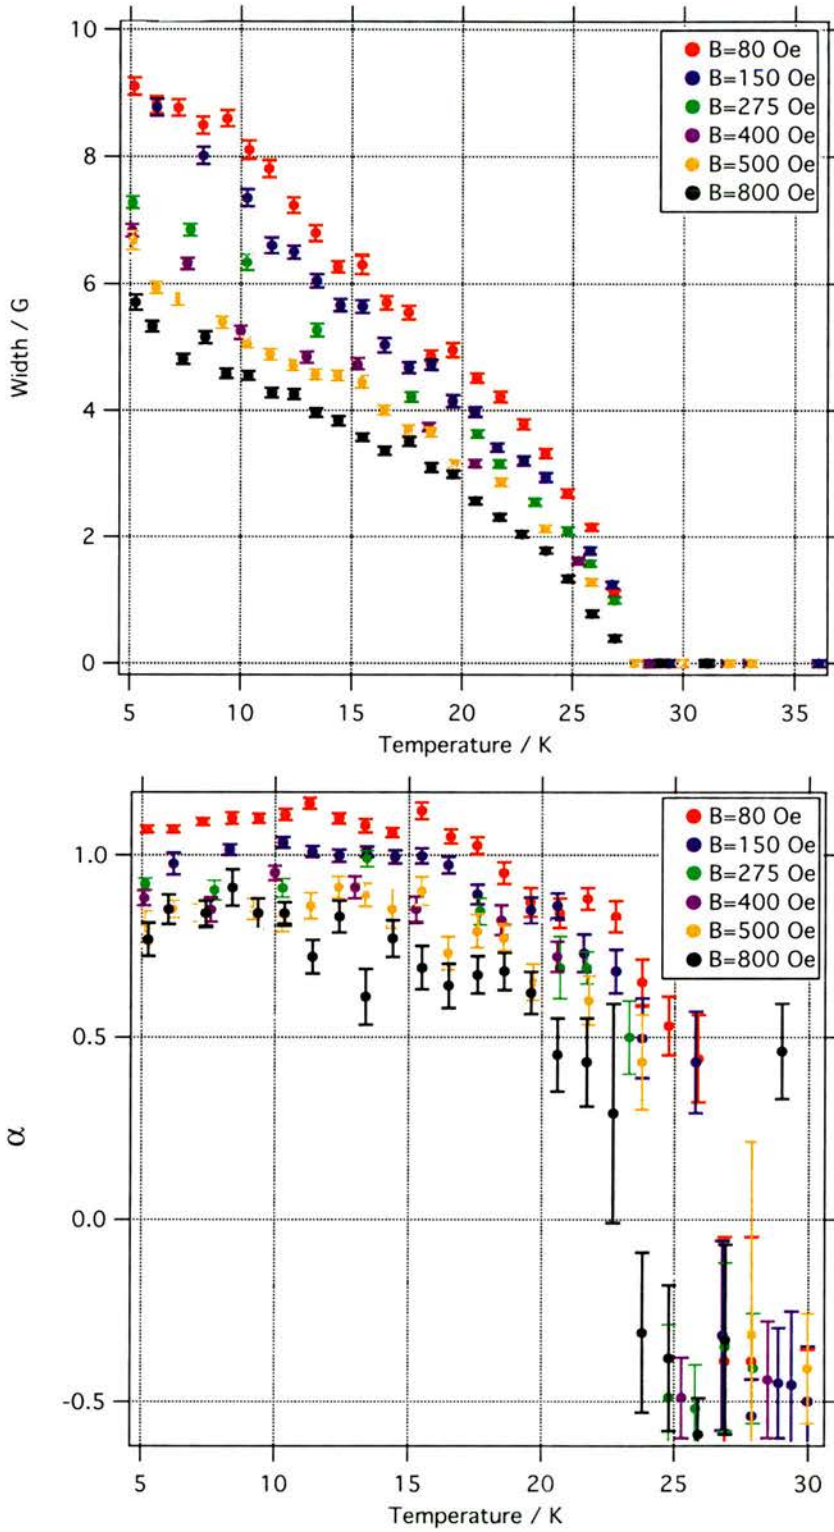 10
8
6
4
2
0
Width / G
B=80 Oe
B=150 Oe
B=275 Oe
B=400 Oe
B=500 Oe
B=800 Oe
5 10 15 20 25 30 35
Temperature / K
1.0
0.5
0.0
-0.5
α
B=80 Oe
B=150 Oe
B=275 Oe
B=400 Oe
B=500 Oe
B=800 Oe
5 10 15 20 25 30
Temperature / K